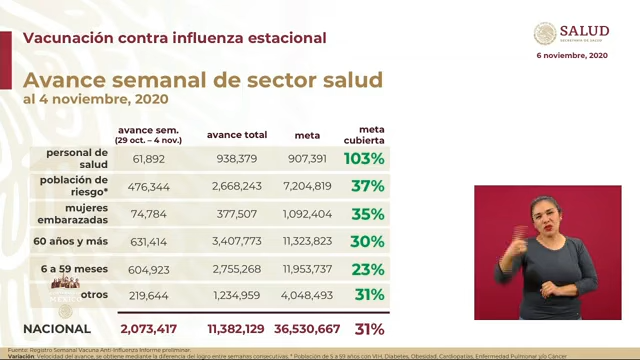 Vacunación contra influenza estacional
SALUD
SECRETARÍA DE SALUD
6 noviembre, 2020
Avance semanal de sector salud
al 4 noviembre, 2020
avance sem. (29 oct. – 4 nov.) avance total meta meta cubierta
personal de salud 61,892 938,379 907,391 103%
población de riesgo* 476,344 2,668,243 7,204,819 37%
mujeres embarazadas 74,784 377,507 1,092,404 35%
60 años y más 631,414 3,407,773 11,323,823 30%
6 a 59 meses 604,923 2,755,268 11,953,737 23%
otros 219,644 1,234,959 4,048,493 31%
MÉXICO
NACIONAL 2,073,417 11,382,129 36,530,667 31%
Fuente: Registro Semanal Vacuna Anti-Influenza Informe preliminar.
Variación: Velocidad del avance, se obtiene mediante la diferencia del logro entre semanas consecutivas. * Población de 5 a 59 años con VIH, Diabetes, Obesidad, Cardiopatías, Enfermedad Pulmonar y/o Cáncer